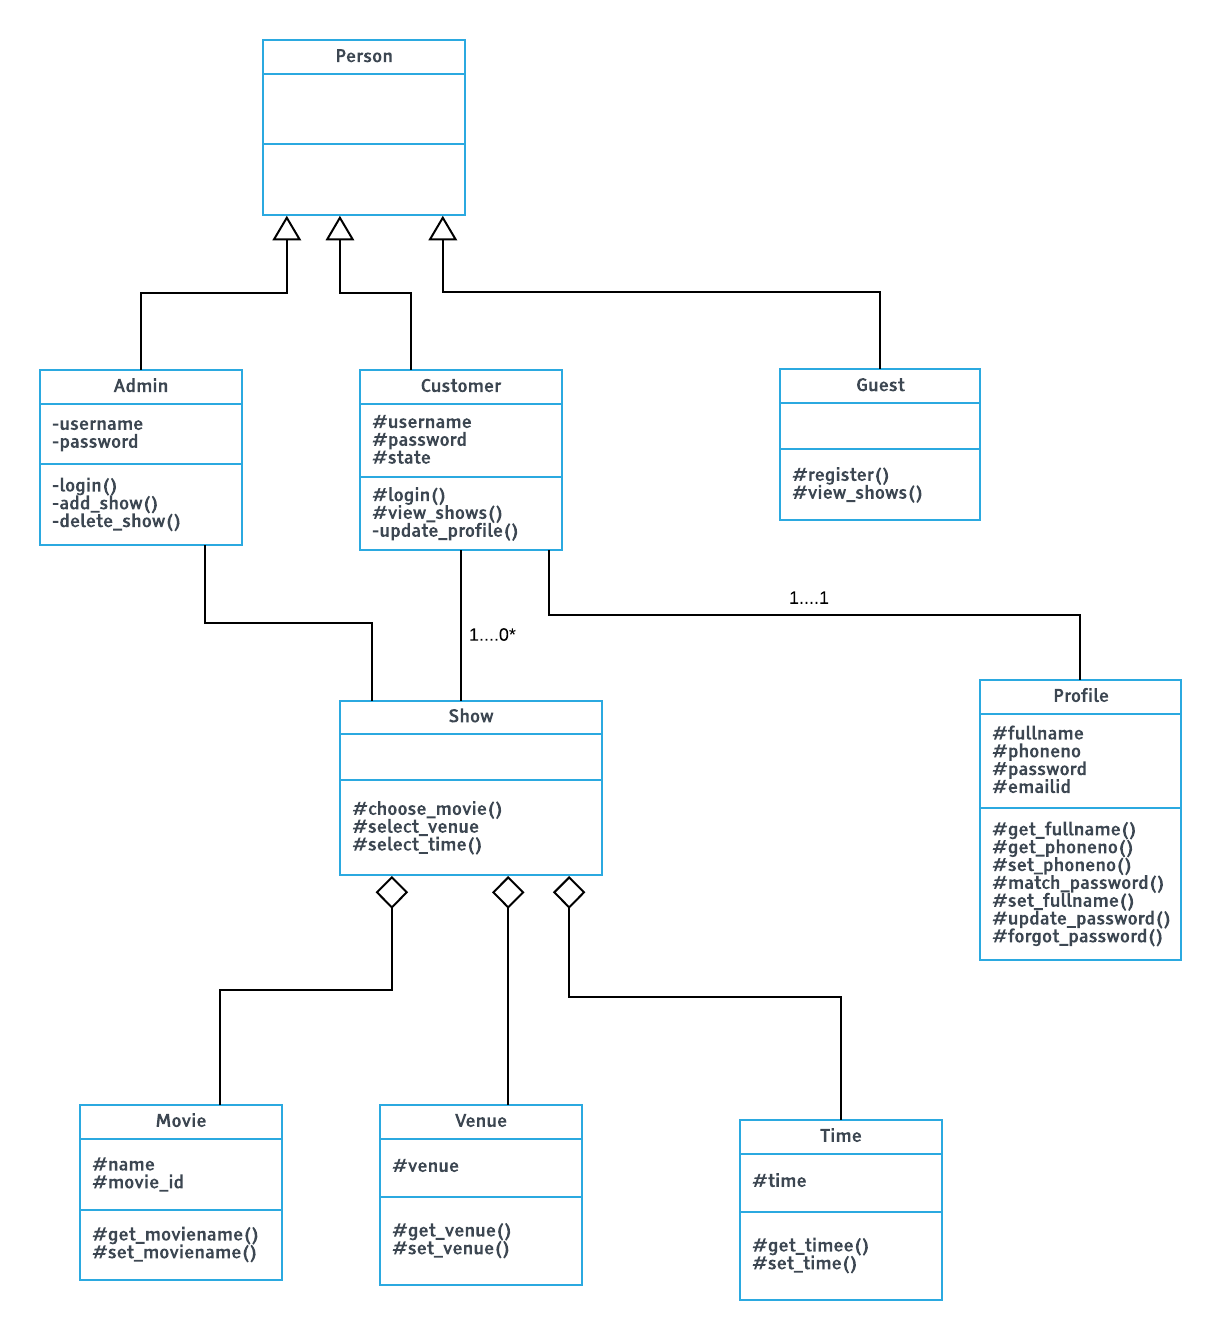 Person
Admin
-username
-password
-login()
-add_show()
-delete_show()
Customer
#username
#password
#state
#login()
#view_shows()
-update_profile()
Guest
#register()
#view_shows()
1....1
1....0*
Show
#choose_movie()
#select_venue
#select_time()
Profile
#fullname
#phoneno
#password
#emailid
#get_fullname()
#get_phoneno()
#set_phoneno()
#match_password()
#set_fullname()
#update_password()
#forgot_password()
Movie
#name
#movie_id
#get_moviename()
#set_moviename()
Venue
#venue
#get_venue()
#set_venue()
Time
#time
#get_timee()
#set_time()